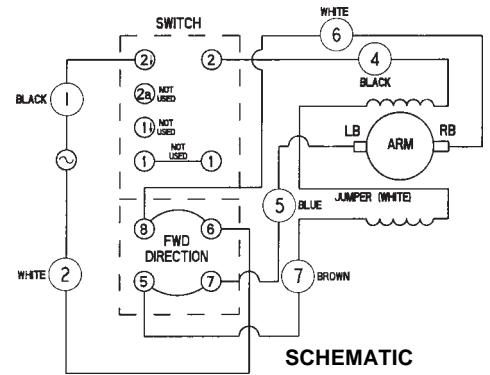 WHITE
SWITCH
6
2↓
2
4
BLACK
BLACK
1
2a
NOT USED
1↓
NOT USED
LB
ARM
RB
1
NOT USED
1
5
BLUE
JUMPER (WHITE)
8
6
FWD
DIRECTION
WHITE
2
5
7
7
BROWN
SCHEMATIC